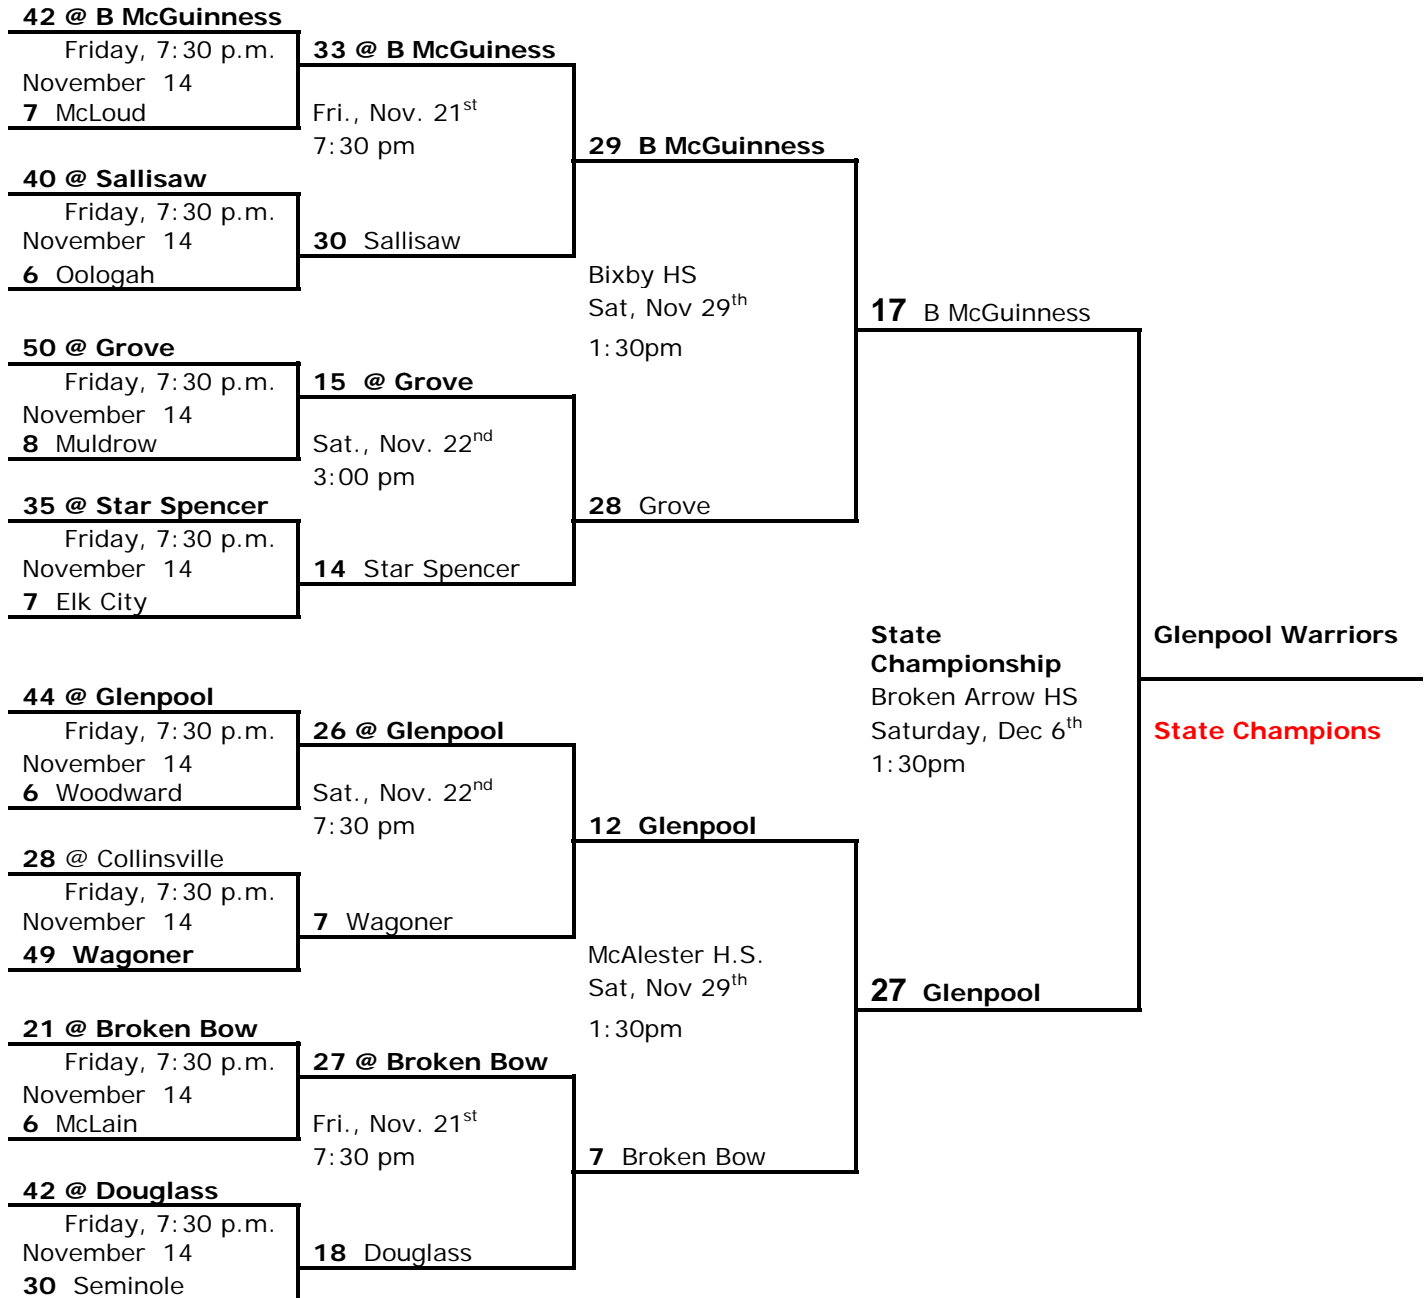 42 @ B McGuinness
Friday, 7:30 p.m.
November 14
7 McLoud
40 @ Sallisaw
Friday, 7:30 p.m.
November 14
6 Oologah
50 @ Grove
Friday, 7:30 p.m.
November 14
8 Muldrow
35 @ Star Spencer
Friday, 7:30 p.m.
November 14
7 Elk City
44 @ Glenpool
Friday, 7:30 p.m.
November 14
6 Woodward
28 @ Collinsville
Friday, 7:30 p.m.
November 14
49 Wagoner
21 @ Broken Bow
Friday, 7:30 p.m.
November 14
6 McLain
42 @ Douglass
Friday, 7:30 p.m.
November 14
30 Seminole
33 @ B McGuiness
Fri., Nov. 21st
7:30 pm
30 Sallisaw
15 @ Grove
Sat., Nov. 22nd
3:00 pm
14 Star Spencer
26 @ Glenpool
Sat., Nov. 22nd
7:30 pm
7 Wagoner
27 @ Broken Bow
Fri., Nov. 21st
7:30 pm
18 Douglass
29 B McGuinness
Bixby HS
Sat, Nov 29th
1:30pm
28 Grove
12 Glenpool
McAlester H.S.
Sat, Nov 29th
1:30pm
7 Broken Bow
17 B McGuinness
State
Championship
Broken Arrow HS
Saturday, Dec 6th
1:30pm
27 Glenpool
Glenpool Warriors
State Champions